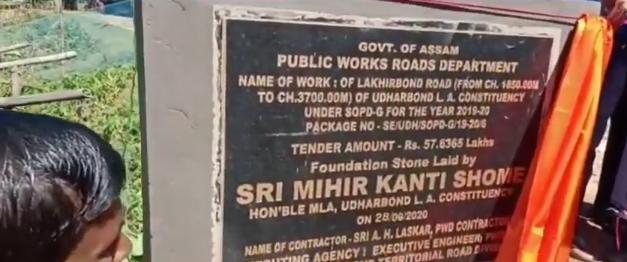 GOVT. OF ASSAM
PUBLIC WORKS ROADS DEPARTMENT
NAME OF WORK : OF LAKHIRBOND ROAD (FROM CH. 1850.00M
TO CH.3700.00M) OF UDHARBOND L. A. CONSTITUENCY
UNDER SOPD-G FOR THE YEAR 2019-20
PACKAGE NO - SE/UDH/SOPD-G/19-20/6
TENDER AMOUNT - Rs. 57.6365 Lakhs
Foundation Stone Laid by
SRI MIHIR KANTI SHOME
HON'BLE MLA, UDHARBOND L. A. CONSTITUENCY
ON 28/06/2020
NAME OF CONTRACTOR - SRI A. H. LASKAR, PWD CONTRACTOR
EXECUTIVE ENGINEER
TERRITORIAL ROAD